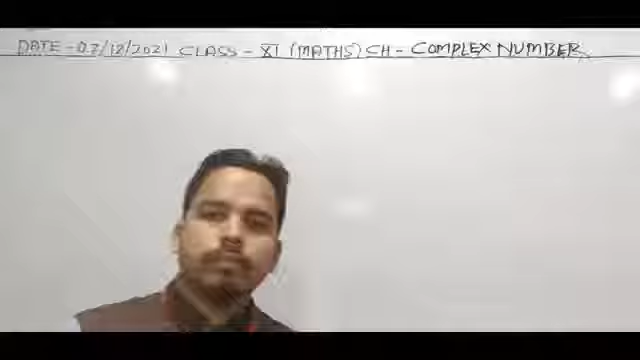 DATE - 07/12/2021 CLASS - XI (MATHS) CH - COMPLEX NUMBER